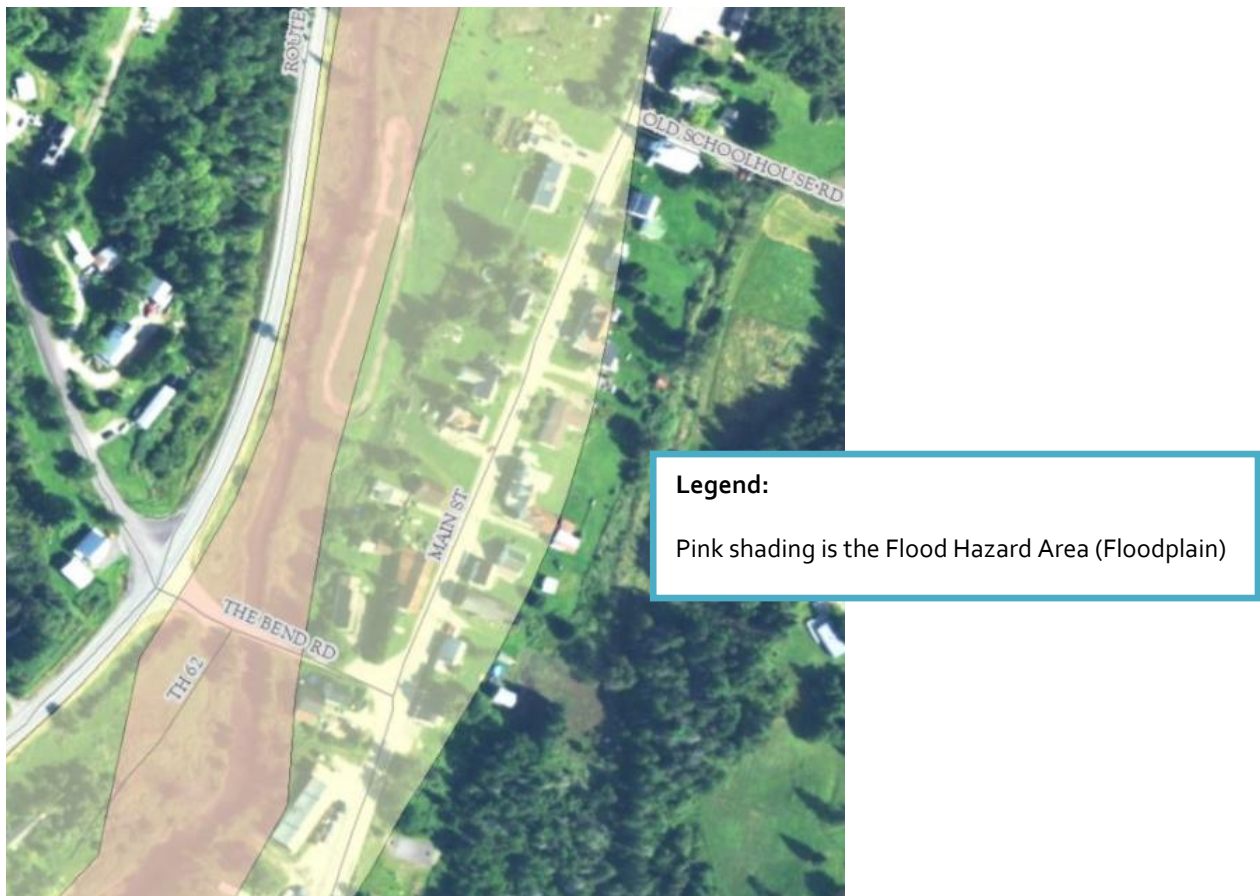 ROUTE
OLD SCHOOLHOUSE RD
MAIN ST
THE BEND RD
TH 62
Legend:
Pink shading is the Flood Hazard Area (Floodplain)